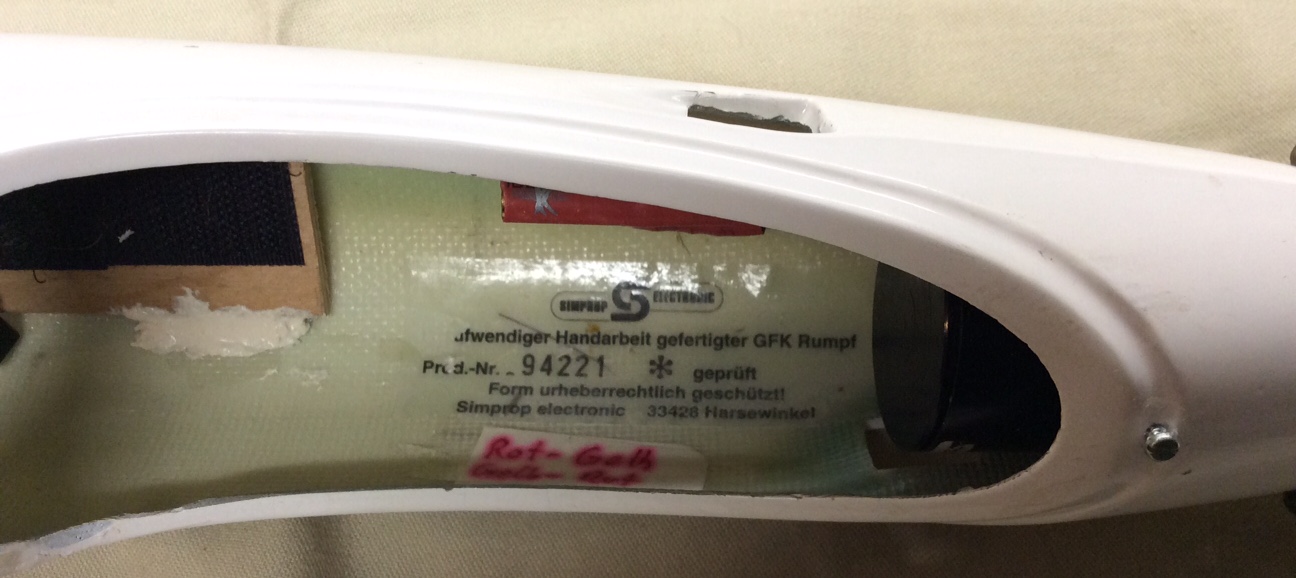 SIMPROP S ELECTRONIC
ufwendiger Handarbeit gefertigter GFK Rumpf
Prod.-Nr. 94221 * geprüft
Form urheberrechtlich geschützt!
Simprop electronic 33428 Harsewinkel
Rot-Gelb
Gelb-Rot